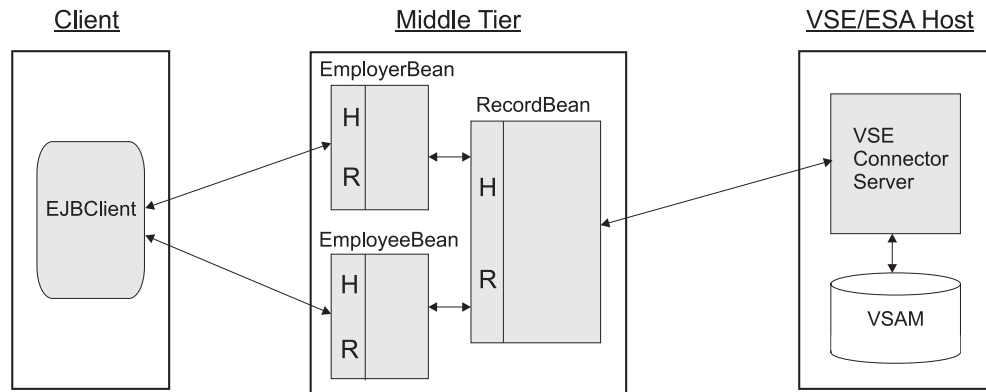 Client
Middle Tier
VSE/ESA Host
EJBClient
EmployerBean
H
R
EmployeeBean
H
R
RecordBean
H
R
VSE
Connector
Server
VSAM